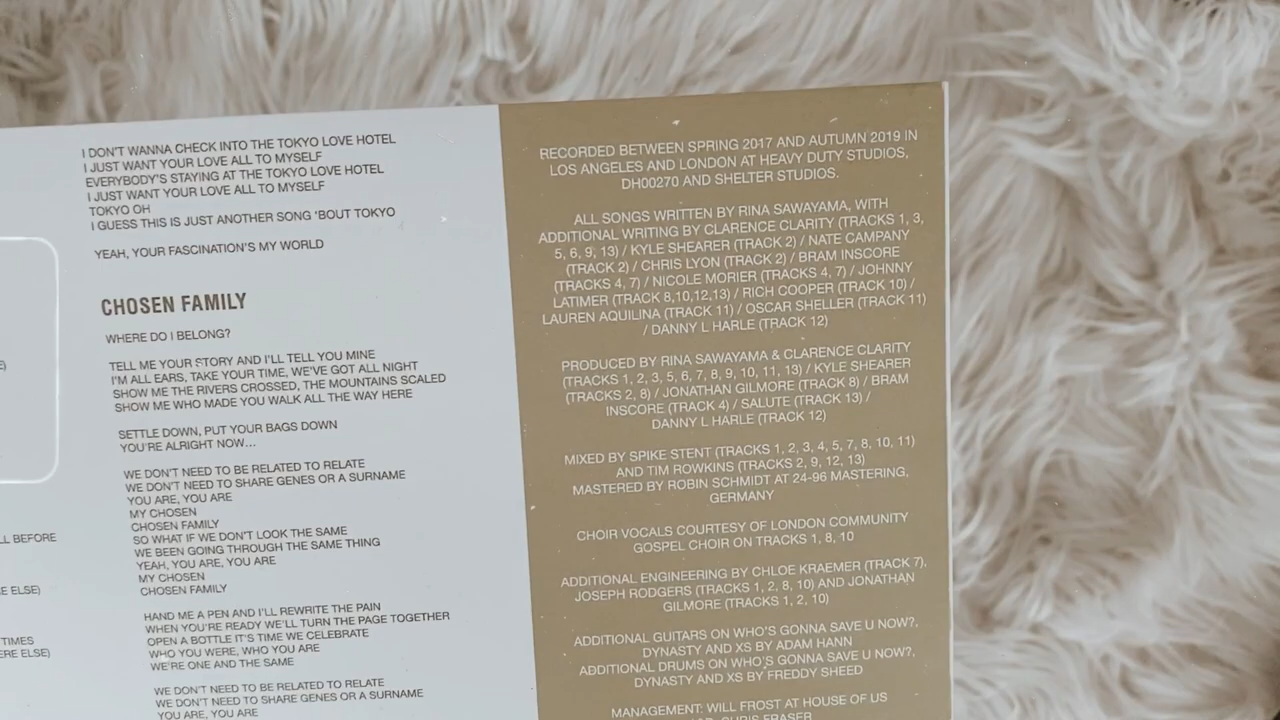 E)
LL BEFORE
RE ELSE)
TIMES
ERE ELSE)
I DON'T WANNA CHECK INTO THE TOKYO LOVE HOTEL
I JUST WANT YOUR LOVE ALL TO MYSELF
EVERYBODY'S STAYING AT THE TOKYO LOVE HOTEL
I JUST WANT YOUR LOVE ALL TO MYSELF
TOKYO OH
I GUESS THIS IS JUST ANOTHER SONG ‘BOUT TOKYO
YEAH, YOUR FASCINATION'S MY WORLD
CHOSEN FAMILY
WHERE DO I BELONG?
TELL ME YOUR STORY AND I'LL TELL YOU MINE
I'M ALL EARS, TAKE YOUR TIME, WE'VE GOT ALL NIGHT
SHOW ME THE RIVERS CROSSED, THE MOUNTAINS SCALED
SHOW ME WHO MADE YOU WALK ALL THE WAY HERE
SETTLE DOWN, PUT YOUR BAGS DOWN
YOU'RE ALRIGHT NOW...
WE DON'T NEED TO BE RELATED TO RELATE
WE DON'T NEED TO SHARE GENES OR A SURNAME
YOU ARE, YOU ARE
MY CHOSEN
CHOSEN FAMILY
SO WHAT IF WE DON'T LOOK THE SAME
WE BEEN GOING THROUGH THE SAME THING
YEAH, YOU ARE, YOU ARE
MY CHOSEN
CHOSEN FAMILY
HAND ME A PEN AND I'LL REWRITE THE PAIN
WHEN YOU'RE READY WE'LL TURN THE PAGE TOGETHER
OPEN A BOTTLE IT'S TIME WE CELEBRATE
WHO YOU WERE, WHO YOU ARE
WE'RE ONE AND THE SAME
WE DON'T NEED TO BE RELATED TO RELATE
WE DON'T NEED TO SHARE GENES OR A SURNAME
YOU ARE, YOU ARE
RECORDED BETWEEN SPRING 2017 AND AUTUMN 2019 IN
LOS ANGELES AND LONDON AT HEAVY DUTY STUDIOS,
DH00270 AND SHELTER STUDIOS.
ALL SONGS WRITTEN BY RINA SAWAYAMA, WITH
ADDITIONAL WRITING BY CLARENCE CLARITY (TRACKS 1, 3,
5, 6, 9, 13) / KYLE SHEARER (TRACK 2) / NATE CAMPANY
(TRACK 2) / CHRIS LYON (TRACK 2) / BRAM INSCORE
(TRACKS 4, 7) / NICOLE MORIER (TRACKS 4, 7) / JOHNNY
LATIMER (TRACK 8,10,12,13) / RICH COOPER (TRACK 10) /
LAUREN AQUILINA (TRACK 11) / OSCAR SHELLER (TRACK 11)
/ DANNY L HARLE (TRACK 12)
PRODUCED BY RINA SAWAYAMA & CLARENCE CLARITY
(TRACKS 1, 2, 3, 5, 6, 7, 8, 9, 10, 11, 13) / KYLE SHEARER
(TRACKS 2, 8) / JONATHAN GILMORE (TRACK 8) / BRAM
INSCORE (TRACK 4) / SALUTE (TRACK 13) /
DANNY L HARLE (TRACK 12)
MIXED BY SPIKE STENT (TRACKS 1, 2, 3, 4, 5, 7, 8, 10, 11)
AND TIM ROWKINS (TRACKS 2, 9, 12, 13)
MASTERED BY ROBIN SCHMIDT AT 24-96 MASTERING,
GERMANY
CHOIR VOCALS COURTESY OF LONDON COMMUNITY
GOSPEL CHOIR ON TRACKS 1, 8, 10
ADDITIONAL ENGINEERING BY CHLOE KRAEMER (TRACK 7),
JOSEPH RODGERS (TRACKS 1, 2, 8, 10) AND JONATHAN
GILMORE (TRACKS 1, 2, 10)
ADDITIONAL GUITARS ON WHO'S GONNA SAVE U NOW?,
DYNASTY AND XS BY ADAM HANN
ADDITIONAL DRUMS ON WHO'S GONNA SAVE U NOW?,
DYNASTY AND XS BY FREDDY SHEED
MANAGEMENT: WILL FROST AT HOUSE OF US
CHRIS FRASER